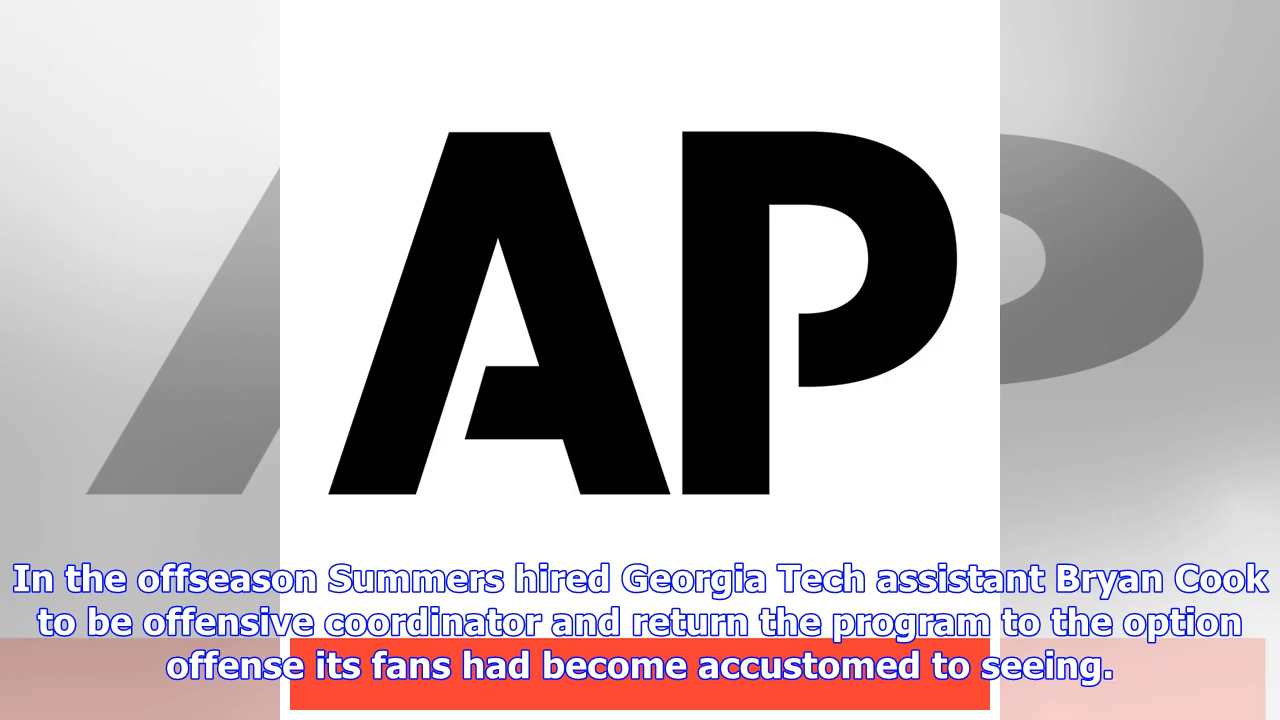 AP
In the offseason Summers hired Georgia Tech assistant Bryan Cook
to be offensive coordinator and return the program to the option
offense its fans had become accustomed to seeing.